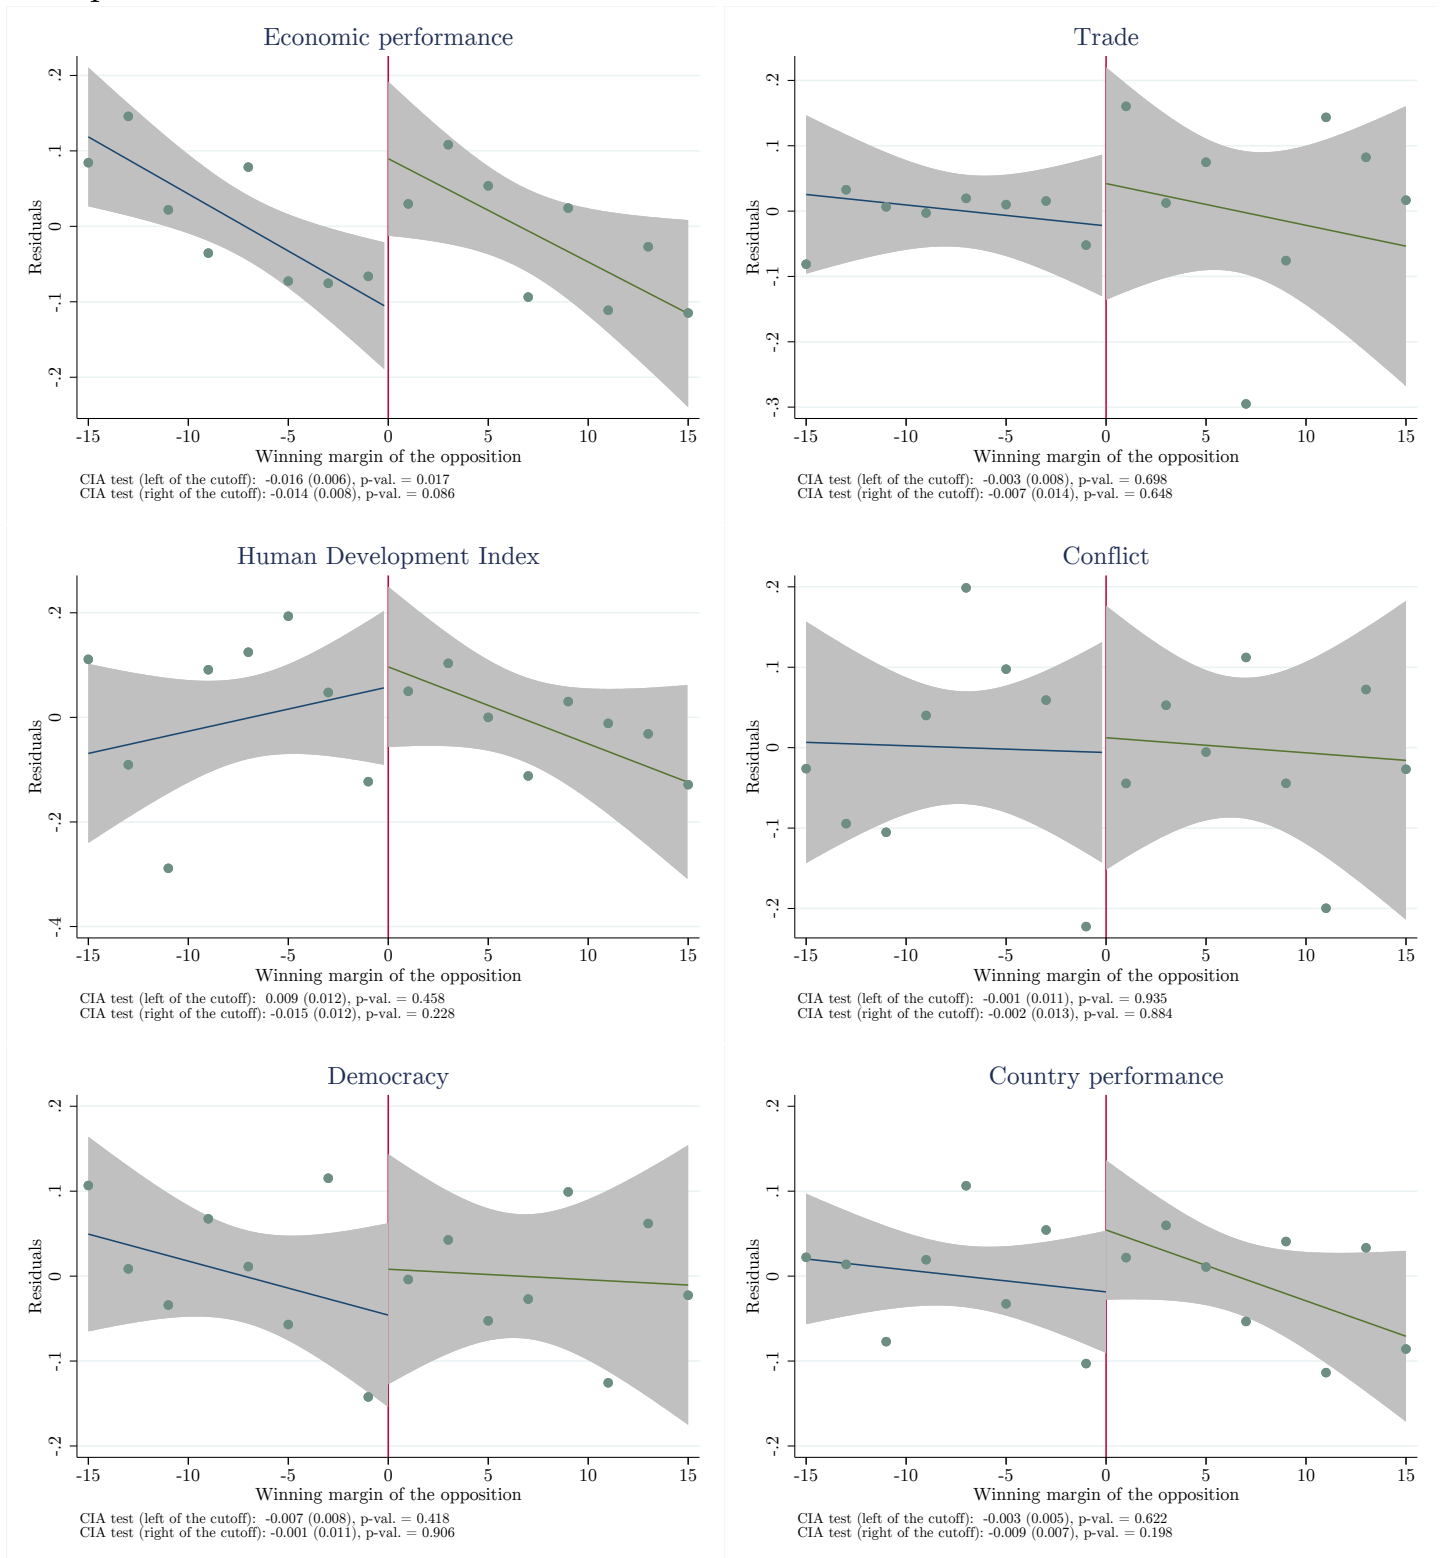 Economic performance
Residuals
.2
.1
0
-.1
-.2
-15 -10 -5 0 5 10 15
Winning margin of the opposition
CIA test (left of the cutoff): -0.016 (0.006), p-val. = 0.017
CIA test (right of the cutoff): -0.014 (0.008), p-val. = 0.086
Trade
Residuals
.2
.1
0
-.1
-.2
-.3
-15 -10 -5 0 5 10 15
Winning margin of the opposition
CIA test (left of the cutoff): -0.003 (0.008), p-val. = 0.698
CIA test (right of the cutoff): -0.007 (0.014), p-val. = 0.648
Human Development Index
Residuals
.2
0
-.2
-.4
-15 -10 -5 0 5 10 15
Winning margin of the opposition
CIA test (left of the cutoff): 0.009 (0.012), p-val. = 0.458
CIA test (right of the cutoff): -0.015 (0.012), p-val. = 0.228
Conflict
Residuals
.2
.1
0
-.1
-.2
-15 -10 -5 0 5 10 15
Winning margin of the opposition
CIA test (left of the cutoff): -0.001 (0.011), p-val. = 0.935
CIA test (right of the cutoff): -0.002 (0.013), p-val. = 0.884
Democracy
Residuals
.2
.1
0
-.1
-.2
-15 -10 -5 0 5 10 15
Winning margin of the opposition
CIA test (left of the cutoff): -0.007 (0.008), p-val. = 0.418
CIA test (right of the cutoff): -0.001 (0.011), p-val. = 0.906
Country performance
Residuals
.2
.1
0
-.1
-.2
-15 -10 -5 0 5 10 15
Winning margin of the opposition
CIA test (left of the cutoff): -0.003 (0.005), p-val. = 0.622
CIA test (right of the cutoff): -0.009 (0.007), p-val. = 0.198